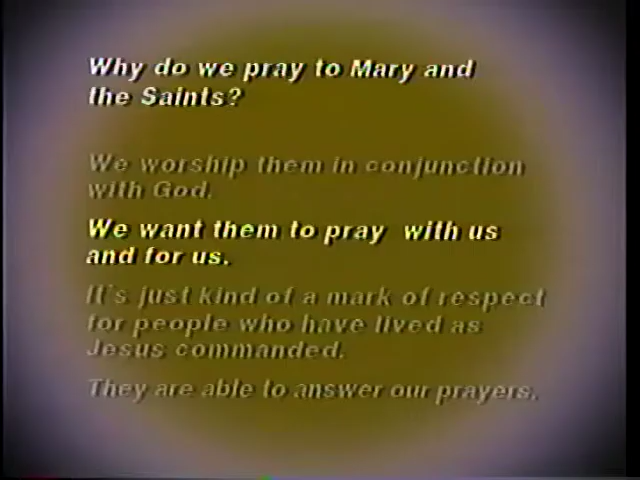 Why do we pray to Mary and
the Saints?
We worship them in conjunction
with God.
We want them to pray with us
and for us.
It's just kind of a mark of respect
for people who have lived as
Jesus commanded.
They are able to answer our prayers.